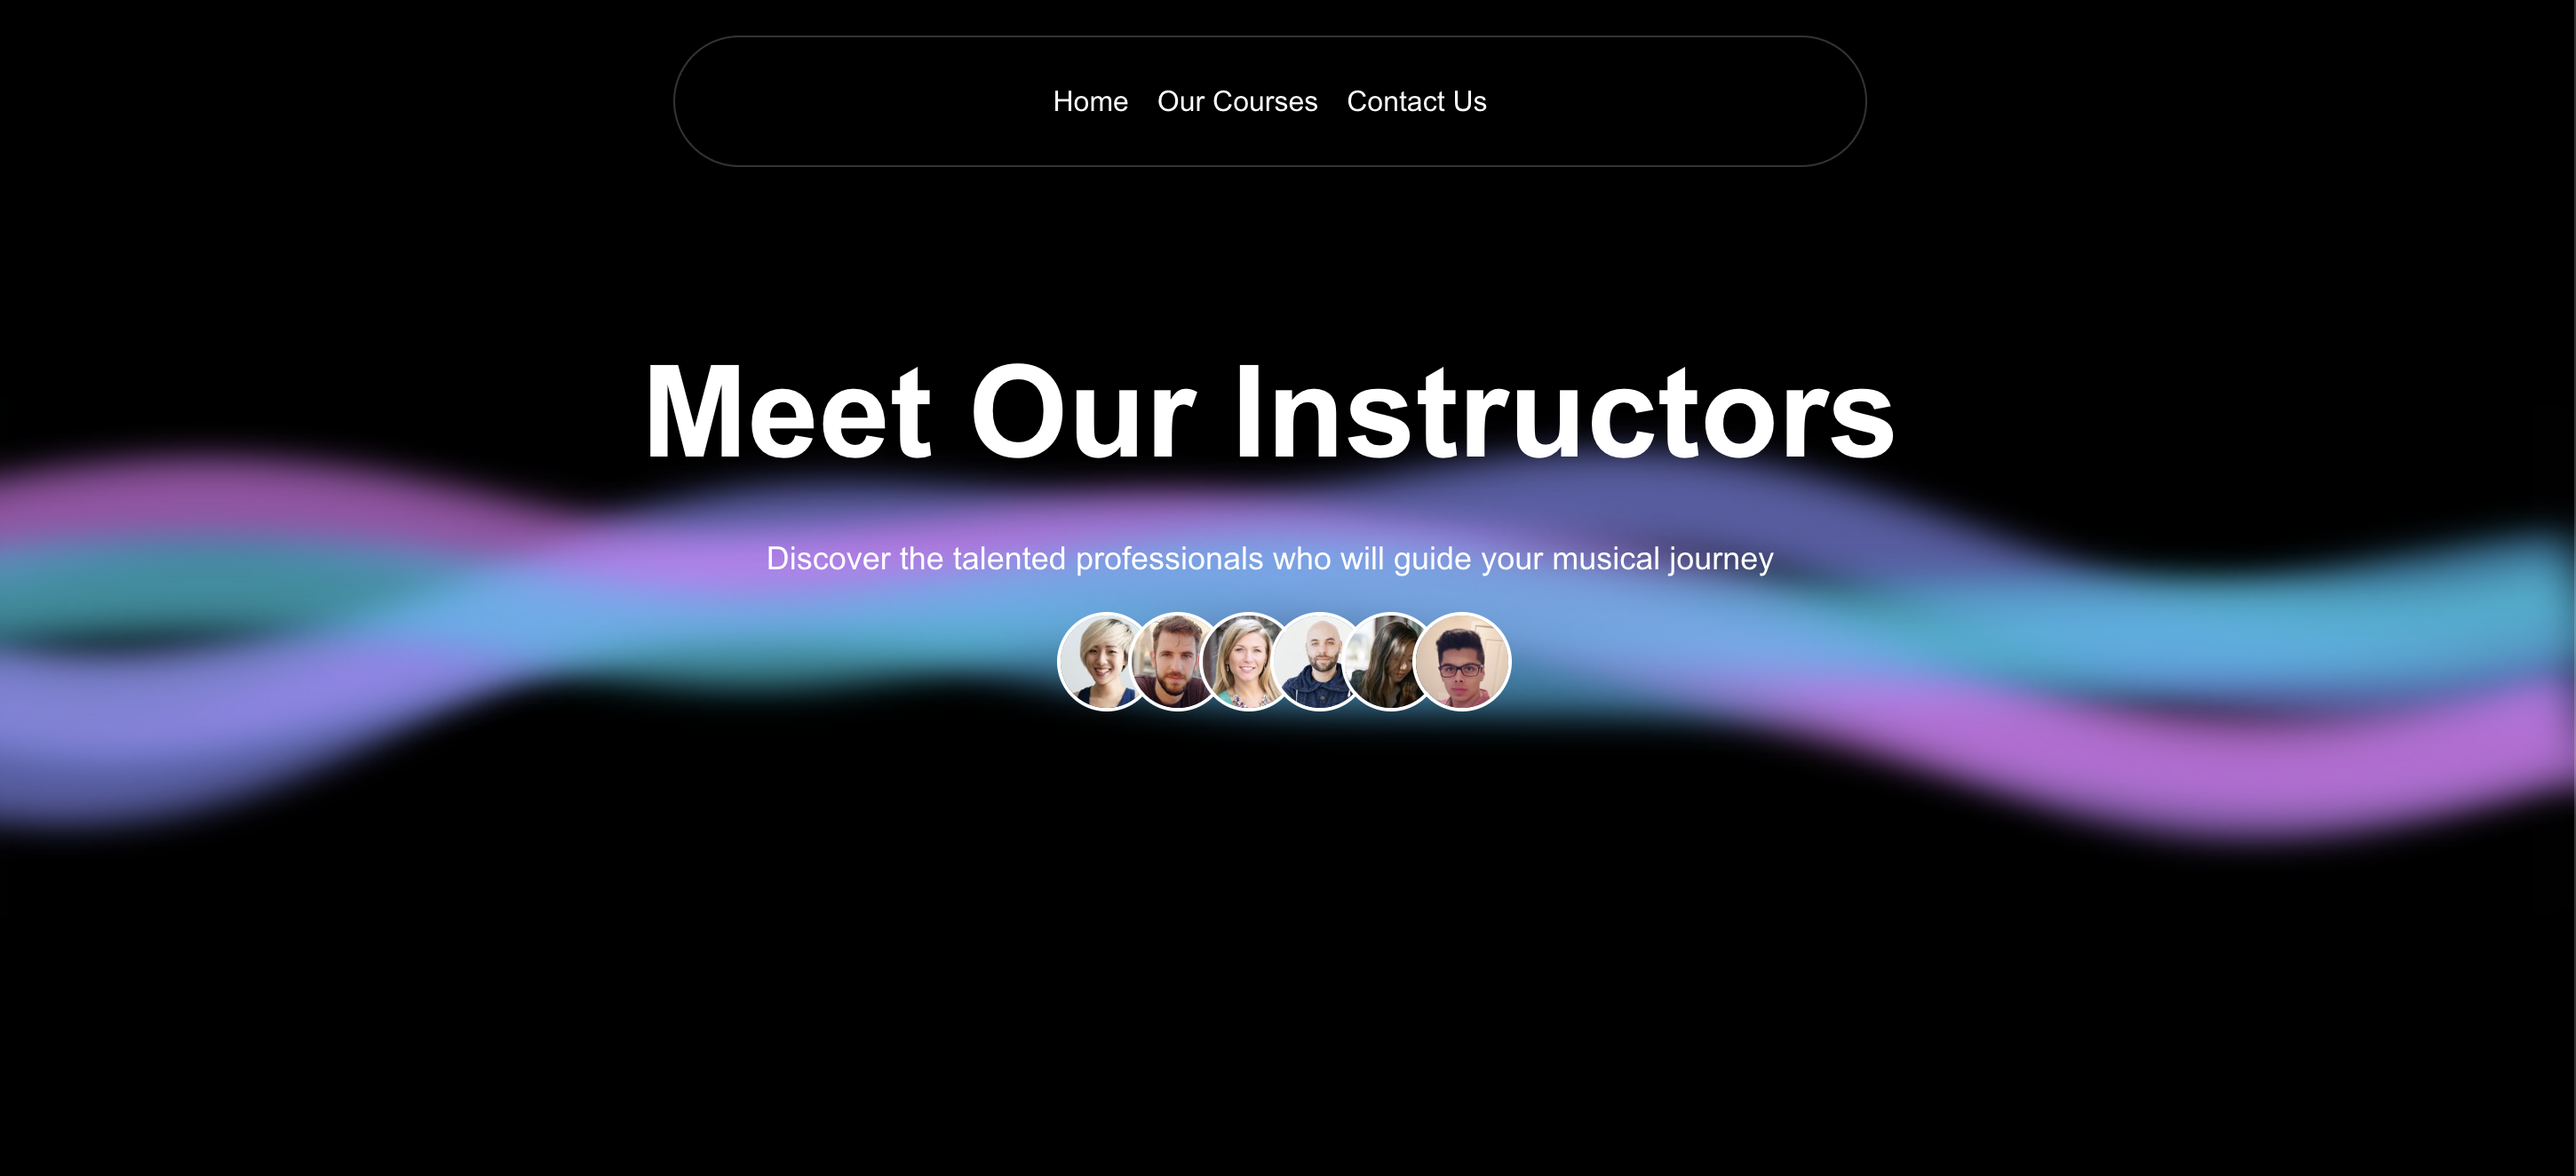 Home Our Courses Contact Us
Meet Our Instructors
Discover the talented professionals who will guide your musical journey